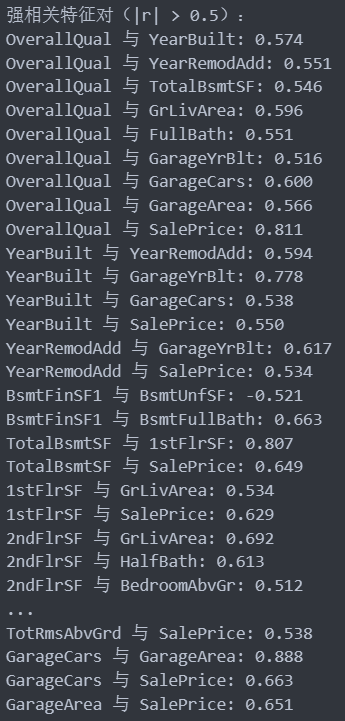 强相关特征对（|r| > 0.5）：
OverallQual 与 YearBuilt: 0.574
OverallQual 与 YearRemodAdd: 0.551
OverallQual 与 TotalBsmtSF: 0.546
OverallQual 与 GrLivArea: 0.596
OverallQual 与 FullBath: 0.551
OverallQual 与 GarageYrBlt: 0.516
OverallQual 与 GarageCars: 0.600
OverallQual 与 GarageArea: 0.566
OverallQual 与 SalePrice: 0.811
YearBuilt 与 YearRemodAdd: 0.594
YearBuilt 与 GarageYrBlt: 0.778
YearBuilt 与 GarageCars: 0.538
YearBuilt 与 SalePrice: 0.550
YearRemodAdd 与 GarageYrBlt: 0.617
YearRemodAdd 与 SalePrice: 0.534
BsmtFinSF1 与 BsmtUnfSF: -0.521
BsmtFinSF1 与 BsmtFullBath: 0.663
TotalBsmtSF 与 1stFlrSF: 0.807
TotalBsmtSF 与 SalePrice: 0.649
1stFlrSF 与 GrLivArea: 0.534
1stFlrSF 与 SalePrice: 0.629
2ndFlrSF 与 GrLivArea: 0.692
2ndFlrSF 与 HalfBath: 0.613
2ndFlrSF 与 BedroomAbvGr: 0.512
...
TotRmsAbvGrd 与 SalePrice: 0.538
GarageCars 与 GarageArea: 0.888
GarageCars 与 SalePrice: 0.663
GarageArea 与 SalePrice: 0.651